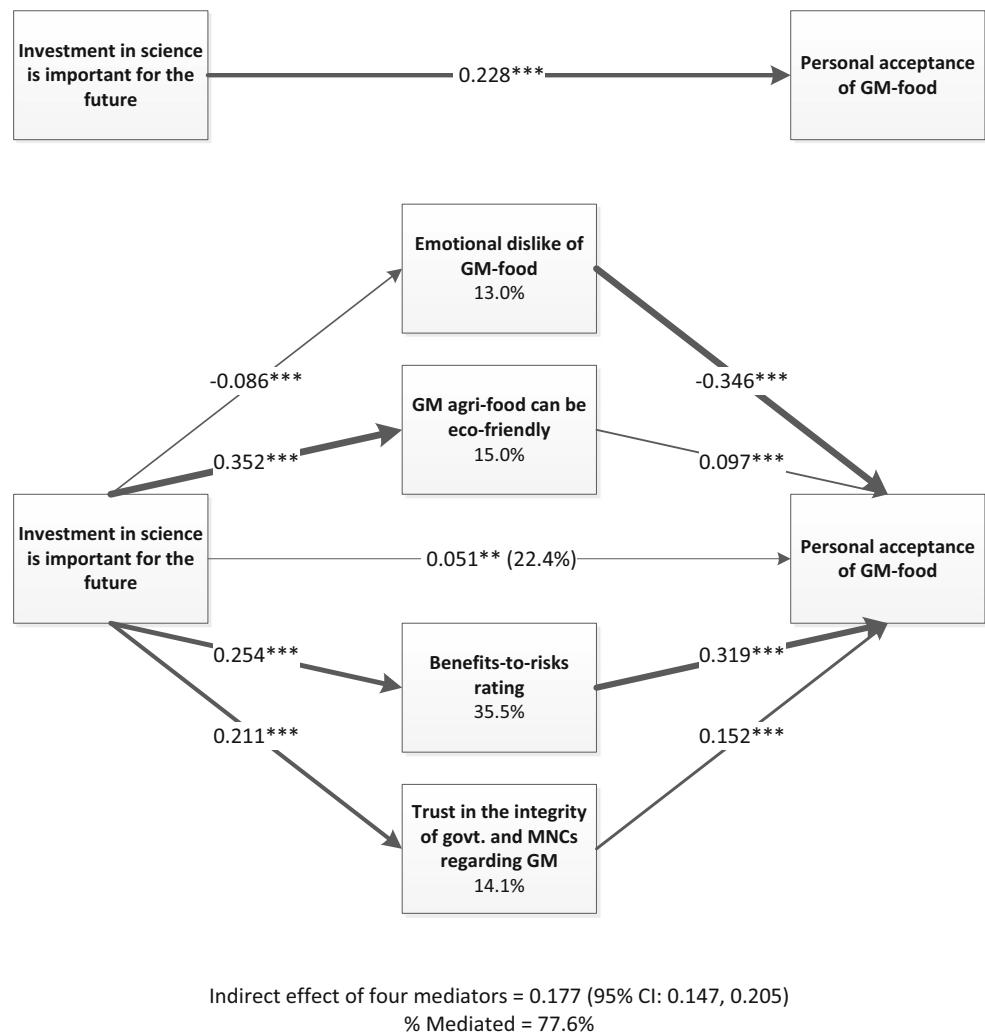 Investment in science
is important for the
future
0.228***
Personal acceptance
of GM-food
Emotional dislike of
GM-food
13.0%
-0.086***
-0.346***
GM agri-food can be
eco-friendly
15.0%
0.352***
0.097***
Investment in science
is important for the
future
0.051** (22.4%)
Personal acceptance
of GM-food
0.254***
Benefits-to-risks
rating
35.5%
0.319***
0.211***
0.152***
Trust in the integrity
of govt. and MNCs
regarding GM
14.1%
Indirect effect of four mediators = 0.177 (95% CI: 0.147, 0.205)
% Mediated = 77.6%